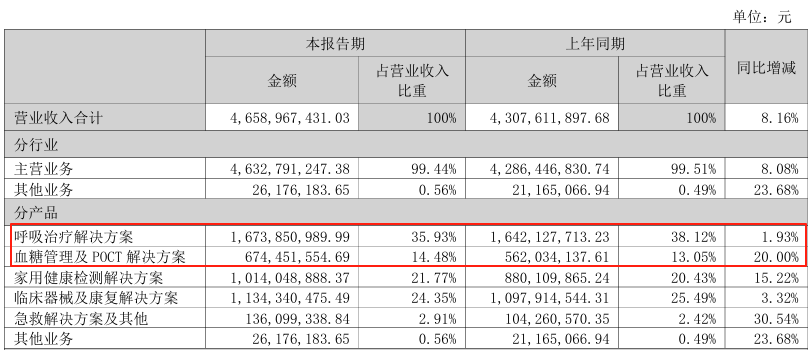 单位: 元
本报告期 上年同期 同比增减
金额 占营业收入比重 金额 占营业收入比重
营业收入合计 4,658,967,431.03 100% 4,307,611,897.68 100% 8.16%
分行业
主营业务 4,632,791,247.38 99.44% 4,286,446,830.74 99.51% 8.08%
其他业务 26,176,183.65 0.56% 21,165,066.94 0.49% 23.68%
分产品
呼吸治疗解决方案 1,673,850,989.99 35.93% 1,642,127,713.23 38.12% 1.93%
血糖管理及POCT解决方案 674,451,554.69 14.48% 562,034,137.61 13.05% 20.00%
家用健康检测解决方案 1,014,048,888.37 21.77% 880,109,865.24 20.43% 15.22%
临床器械及康复解决方案 1,134,340,475.49 24.35% 1,097,914,544.31 25.49% 3.32%
急救解决方案及其他 136,099,338.84 2.91% 104,260,570.35 2.42% 30.54%
其他业务 26,176,183.65 0.56% 21,165,066.94 0.49% 23.68%